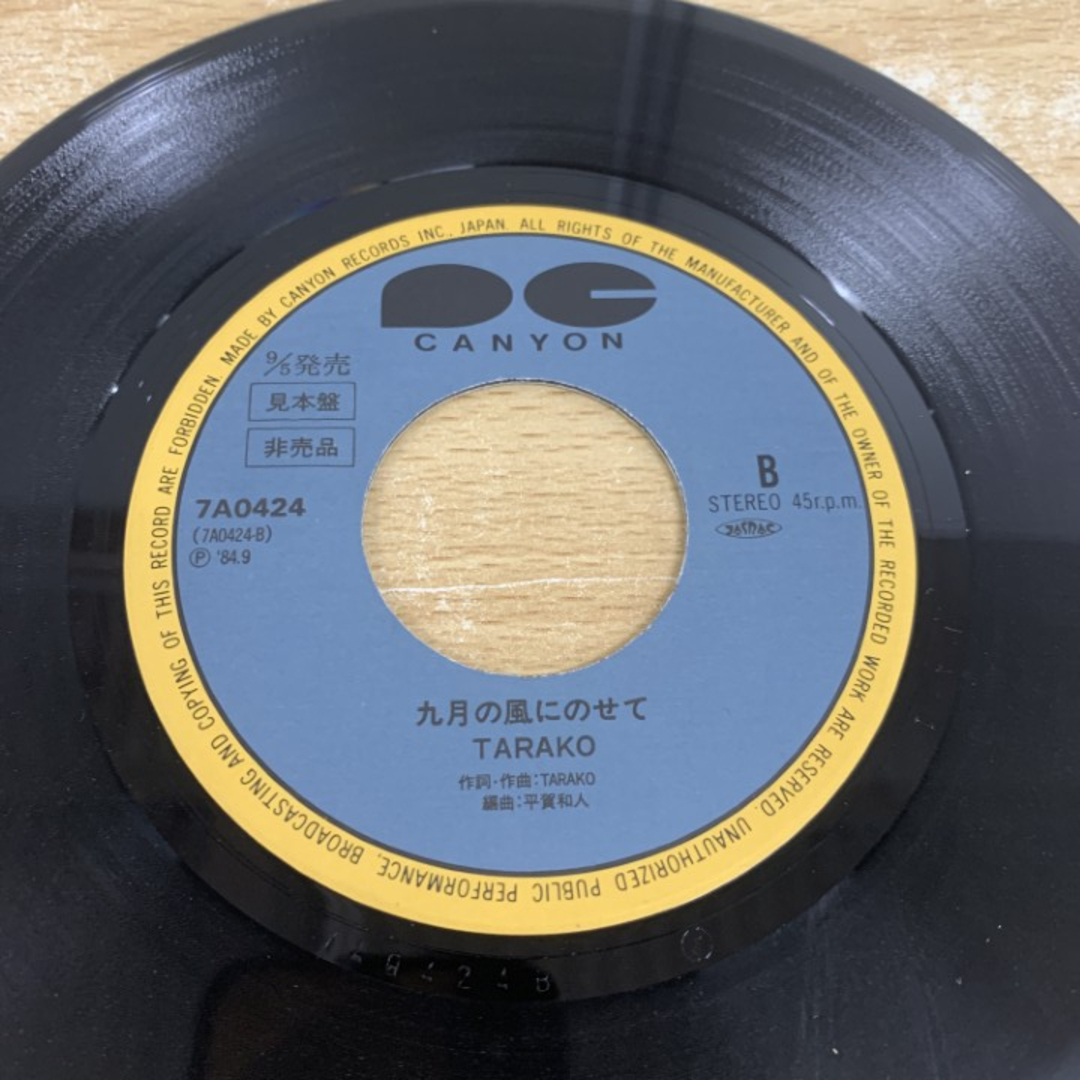 MADE BY CANYON RECORDS INC., JAPAN. ALL RIGHTS OF THE MANUFACTURER AND OF THE OWNER OF THE RECORDED WORK ARE RESERVED. UNAUTHORIZED PUBLIC PERFORMANCE, BROADCASTING AND COPYING OF THIS RECORD ARE FORBIDDEN.
CANYON
9/5発売
見本盤
非売品
7A0424
(7A0424-B)
Ⓟ '84.9
B
STEREO 45r.p.m.
九月の風にのせて
TARAKO
作詞・作曲:TARAKO
編曲:平賀和人